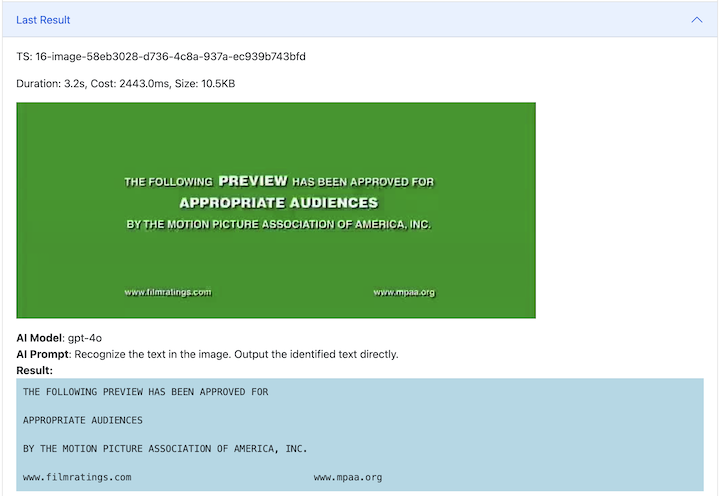 Last Result
TS: 16-image-58eb3028-d736-4c8a-937a-ec939b743bfd
Duration: 3.2s, Cost: 2443.0ms, Size: 10.5KB
THE FOLLOWING PREVIEW HAS BEEN APPROVED FOR
APPROPRIATE AUDIENCES
BY THE MOTION PICTURE ASSOCIATION OF AMERICA, INC.
www.filmratings.com www.mpaa.org
AI Model: gpt-4o
AI Prompt: Recognize the text in the image. Output the identified text directly.
Result:
THE FOLLOWING PREVIEW HAS BEEN APPROVED FOR
APPROPRIATE AUDIENCES
BY THE MOTION PICTURE ASSOCIATION OF AMERICA, INC.
www.filmratings.com www.mpaa.org